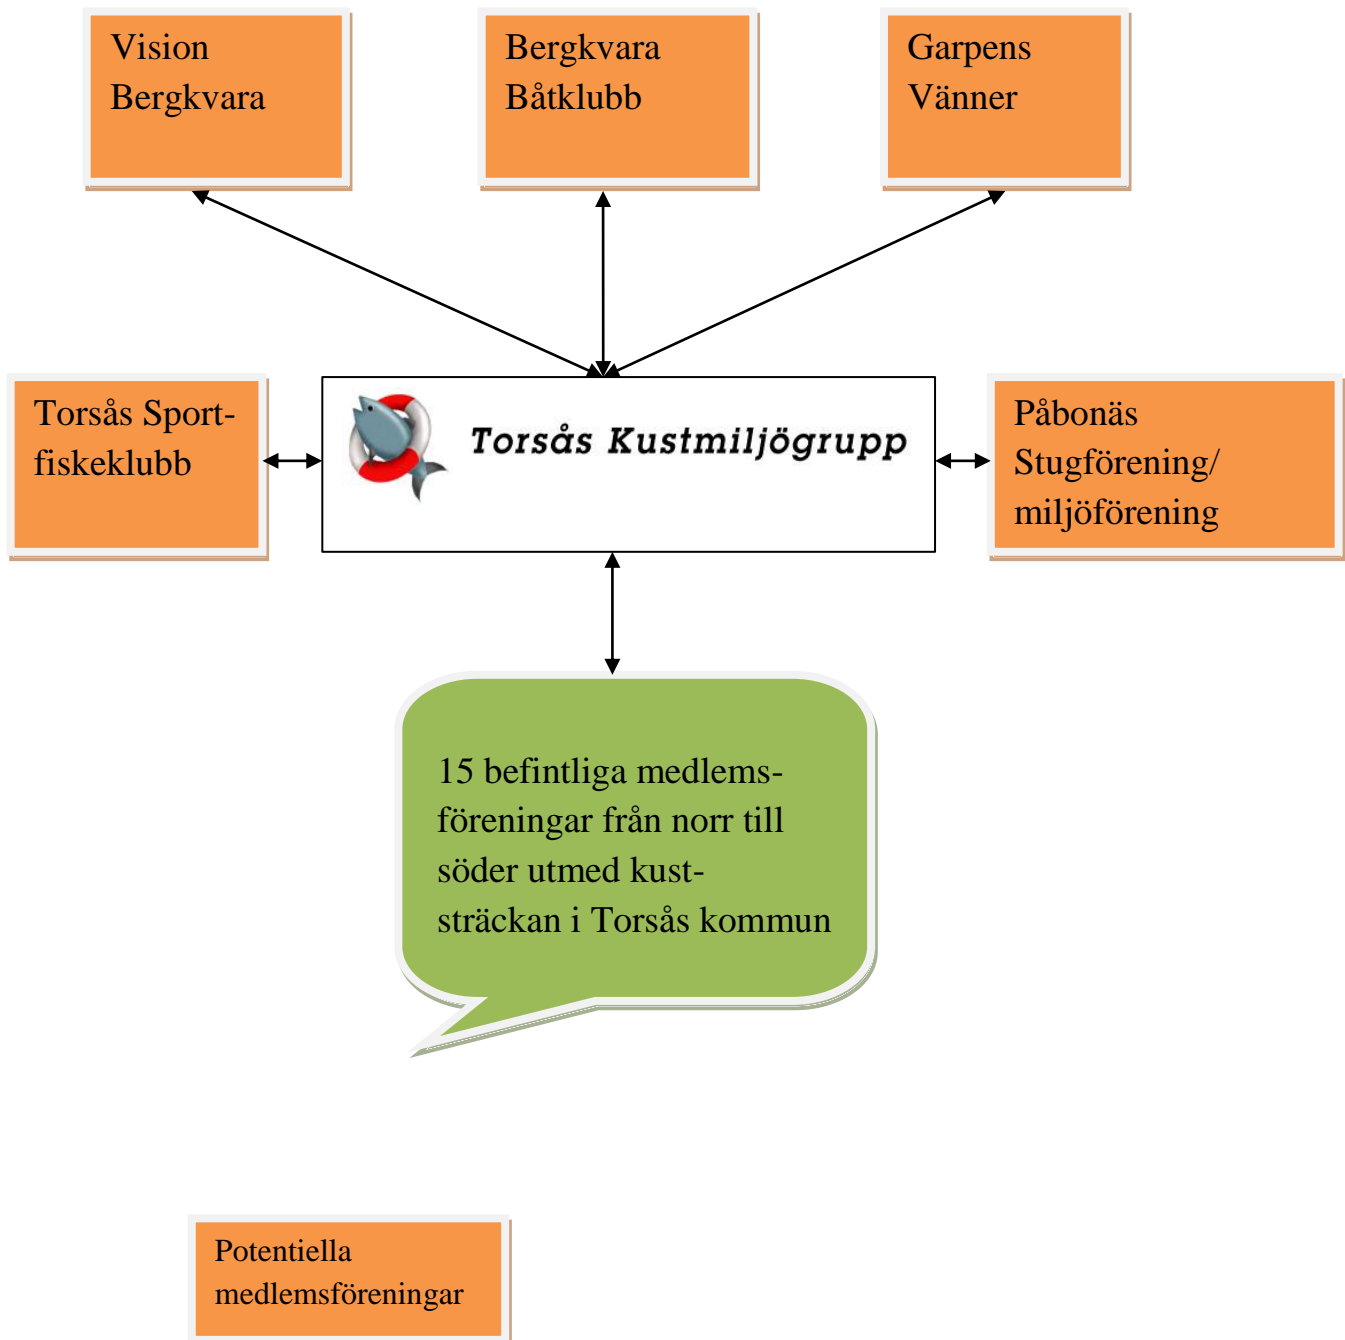 Vision
Bergkvara
Bergkvara
Båtklubb
Garpens
Vänner
Torsås Sport-
fiskeklubb
Torsås Kustmiljögrupp
Påbonäs
Stugförening/
miljöförening
15 befintliga medlems-
föreningar från norr till
söder utmed kust-
sträckan i Torsås kommun
Potentiella
medlemsföreningar